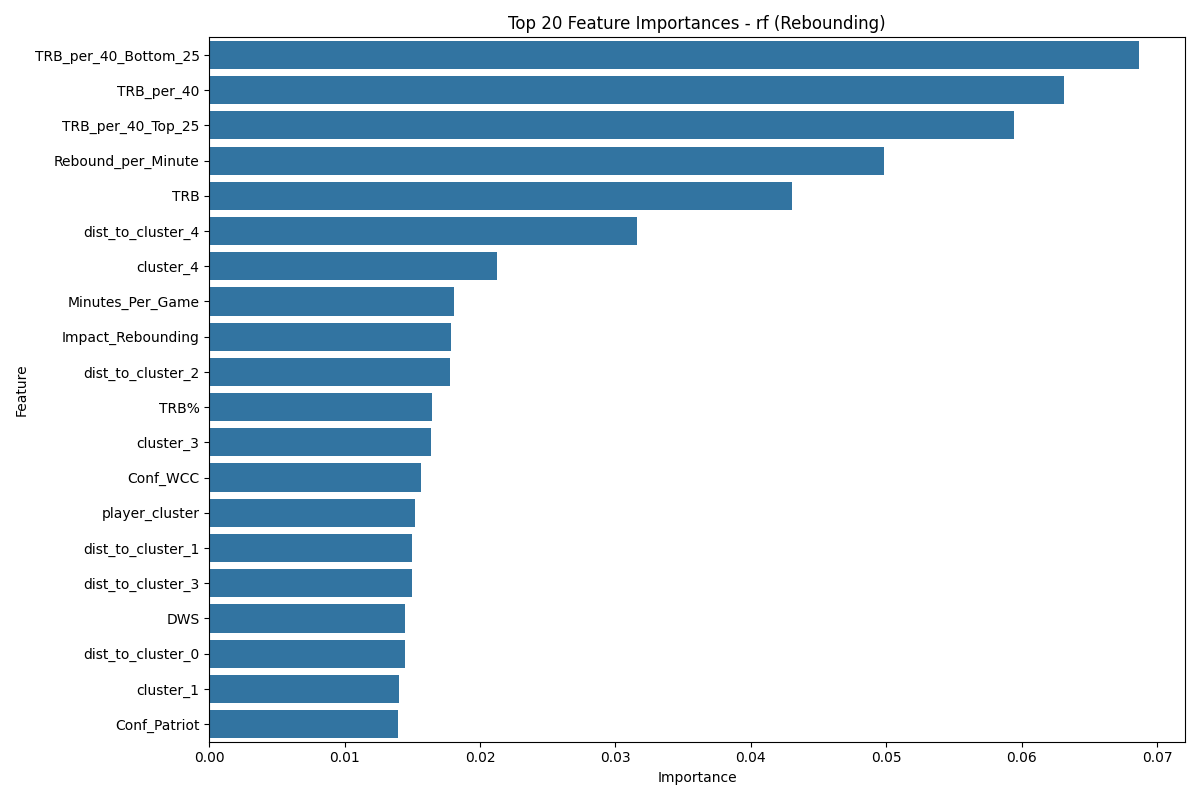 Top 20 Feature Importances - rf (Rebounding)
TRB_per_40_Bottom_25
TRB_per_40
TRB_per_40_Top_25
Rebound_per_Minute
TRB
dist_to_cluster_4
cluster_4
Minutes_Per_Game
Impact_Rebounding
dist_to_cluster_2
TRB%
cluster_3
Conf_WCC
player_cluster
dist_to_cluster_1
dist_to_cluster_3
DWS
dist_to_cluster_0
cluster_1
Conf_Patriot
Feature
0.00 0.01 0.02 0.03 0.04 0.05 0.06 0.07
Importance